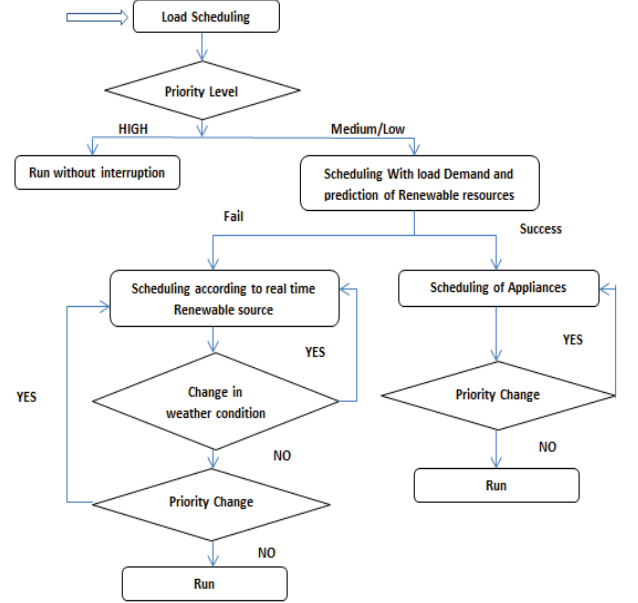 Load Scheduling
Priority Level
HIGH
Medium/Low
Run without interruption
Scheduling With load Demand and
prediction of Renewable resources
Fail
Success
Scheduling according to real time
Renewable source
Scheduling of Appliances
YES
YES
YES
Change in
weather condition
Priority Change
NO
NO
Priority Change
Run
NO
Run